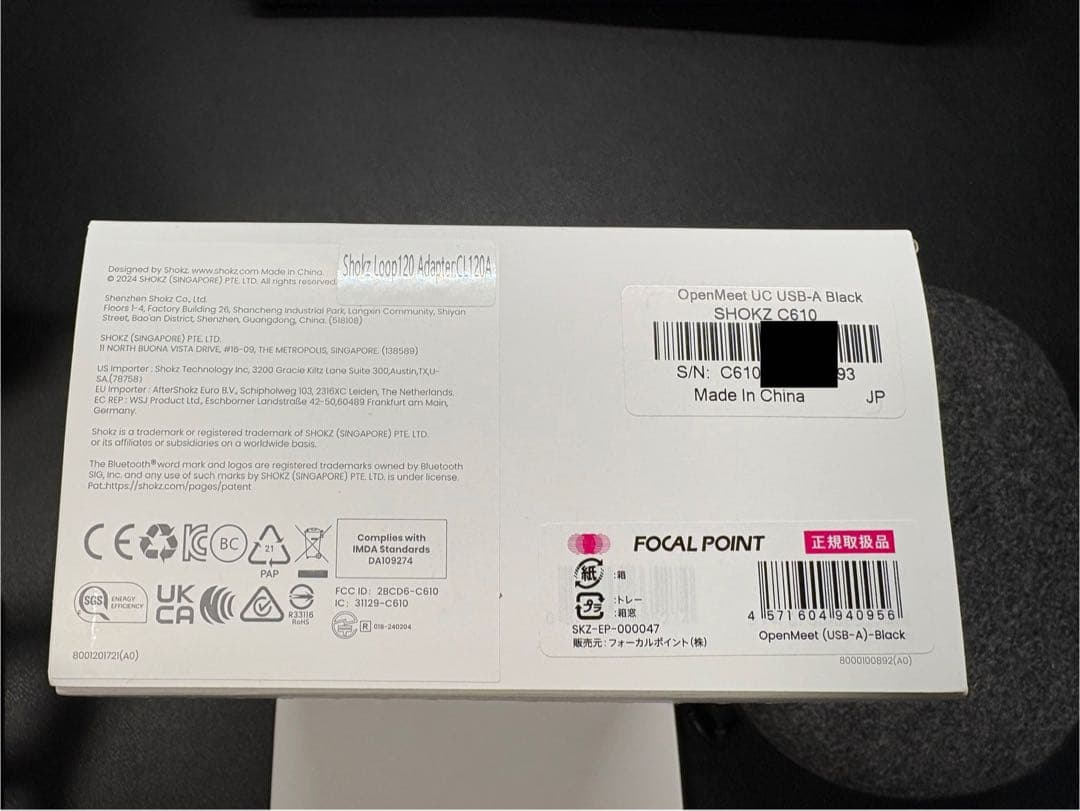 Designed by Shokz. www.shokz.com Made in China.
© 2024 SHOKZ (SINGAPORE) PTE. LTD. All rights reserved.
Shokz Loop120 Adapter:CL120A
Shenzhen Shokz Co., Ltd.
Floors 1-4, Factory Building 26, Shancheng Industrial Park, Langxin Community, Shiyan
Street, Bao'an District, Shenzhen, Guangdong, China. (518108)
SHOKZ (SINGAPORE) PTE. LTD.
11 NORTH BUONA VISTA DRIVE, #16-09, THE METROPOLIS, SINGAPORE (138589)
US Importer : Shokz Technology Inc, 3200 Gracie Kiltz Lane Suite 300,Austin,TX,U-
SA.(78758)
EU Importer : AfterShokz Euro B.V., Schipholweg 103, 2316XC Leiden, The Netherlands.
EC REP : WSJ Product Ltd., Eschborner Landstraße 42-50,60489 Frankfurt am Main,
Germany.
Shokz is a trademark or registered trademark of SHOKZ (SINGAPORE) PTE. LTD.
or its affiliates or subsidiaries on a worldwide basis.
The Bluetooth® word mark and logos are registered trademarks owned by Bluetooth
SIG, Inc. and any use of such marks by SHOKZ (SINGAPORE) PTE. LTD. is under license.
Pat.:https://shokz.com/pages/patent
CE
BC
21
PAP
Complies with
IMDA Standards
DA109274
SGS ENERGY EFFICIENCY
UK
CA
R33116
RoHS
FCC ID: 2BCD6-C610
IC: 31129-C610
R 018-240204
8001201721(A0)
OpenMeet UC USB-A Black
SHOKZ C610
S/N: C610 93
Made In China JP
FOCAL POINT 正規取扱品
紙 :箱
プラ :トレー
:箱窓
SKZ-EP-000047
販売元:フォーカルポイント(株)
4 571604 940956
OpenMeet (USB-A)-Black
8000100892(A0)